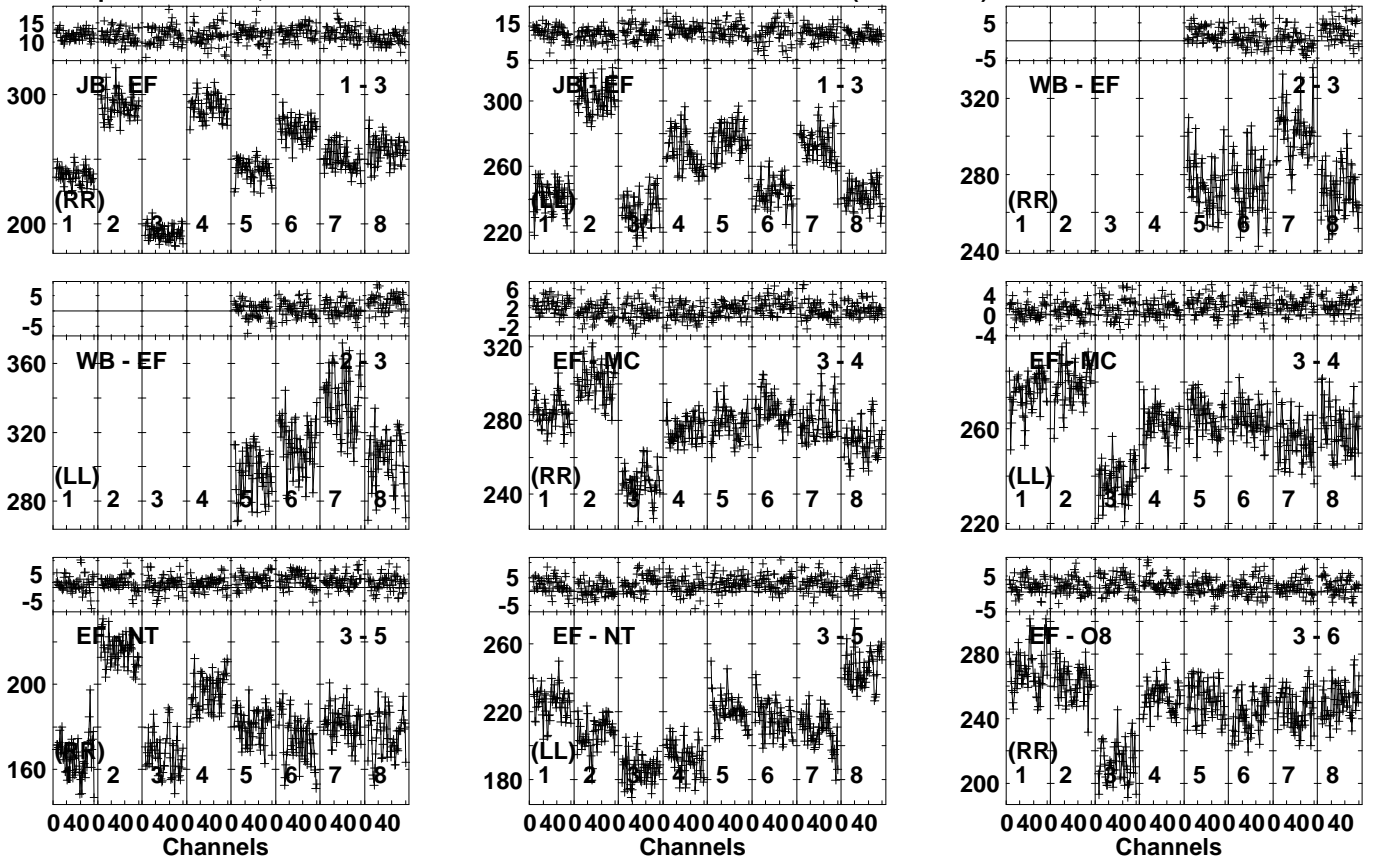 15
10
JB - EF 1 - 3
300
(RR)
200
1 2 3 4 5 6 7 8
15
5
JB - EF 1 - 3
300
260
(LL)
220
1 2 3 4 5 6 7 8
5
-5
WB - EF 2 - 3
320
280
(RR)
240
1 2 3 4 5 6 7 8
5
-5
WB - EF 2 - 3
360
320
(LL)
280
1 2 3 4 5 6 7 8
6
2
-2
EF - MC 3 - 4
320
280
(RR)
240
1 2 3 4 5 6 7 8
4
0
-4
EF - MC 3 - 4
260
(LL)
220
1 2 3 4 5 6 7 8
5
-5
EF - NT 3 - 5
200
(RR)
160
1 2 3 4 5 6 7 8
5
-5
EF - NT 3 - 5
260
220
(LL)
180
1 2 3 4 5 6 7 8
5
-5
EF - O8 3 - 6
280
240
(RR)
200
1 2 3 4 5 6 7 8
0 40 0 40 0 40 0 40 0 40 0 40 0 40 0 40
Channels
0 40 0 40 0 40 0 40 0 40 0 40 0 40 0 40
Channels
0 40 0 40 0 40 0 40 0 40 0 40 0 40 0 40
Channels